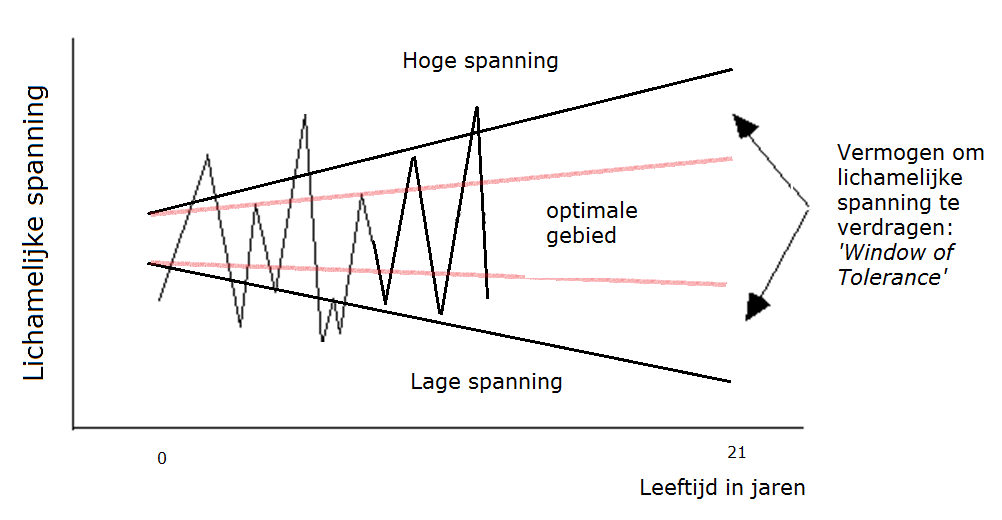 Hoge spanning
Lichamelijke spanning
optimale
gebied
Vermogen om
lichamelijke
spanning te
verdragen:
'Window of
Tolerance'
Lage spanning
0
21
Leeftijd in jaren